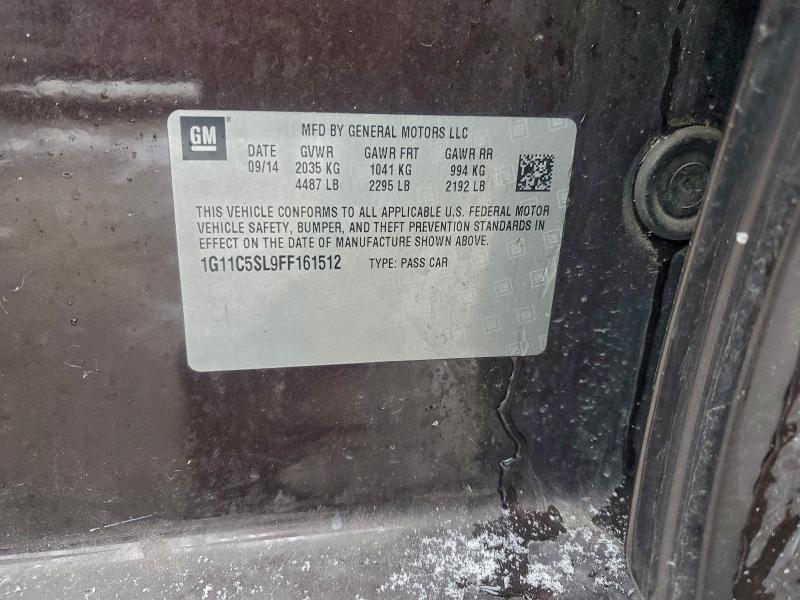 GM MFD BY GENERAL MOTORS LLC
DATE GVWR GAWR FRT GAWR RR
09/14 2035 KG 1041 KG 994 KG
4487 LB 2295 LB 2192 LB
THIS VEHICLE CONFORMS TO ALL APPLICABLE U.S. FEDERAL MOTOR
VEHICLE SAFETY, BUMPER, AND THEFT PREVENTION STANDARDS IN
EFFECT ON THE DATE OF MANUFACTURE SHOWN ABOVE.
1G11C5SL9FF161512 TYPE: PASS CAR